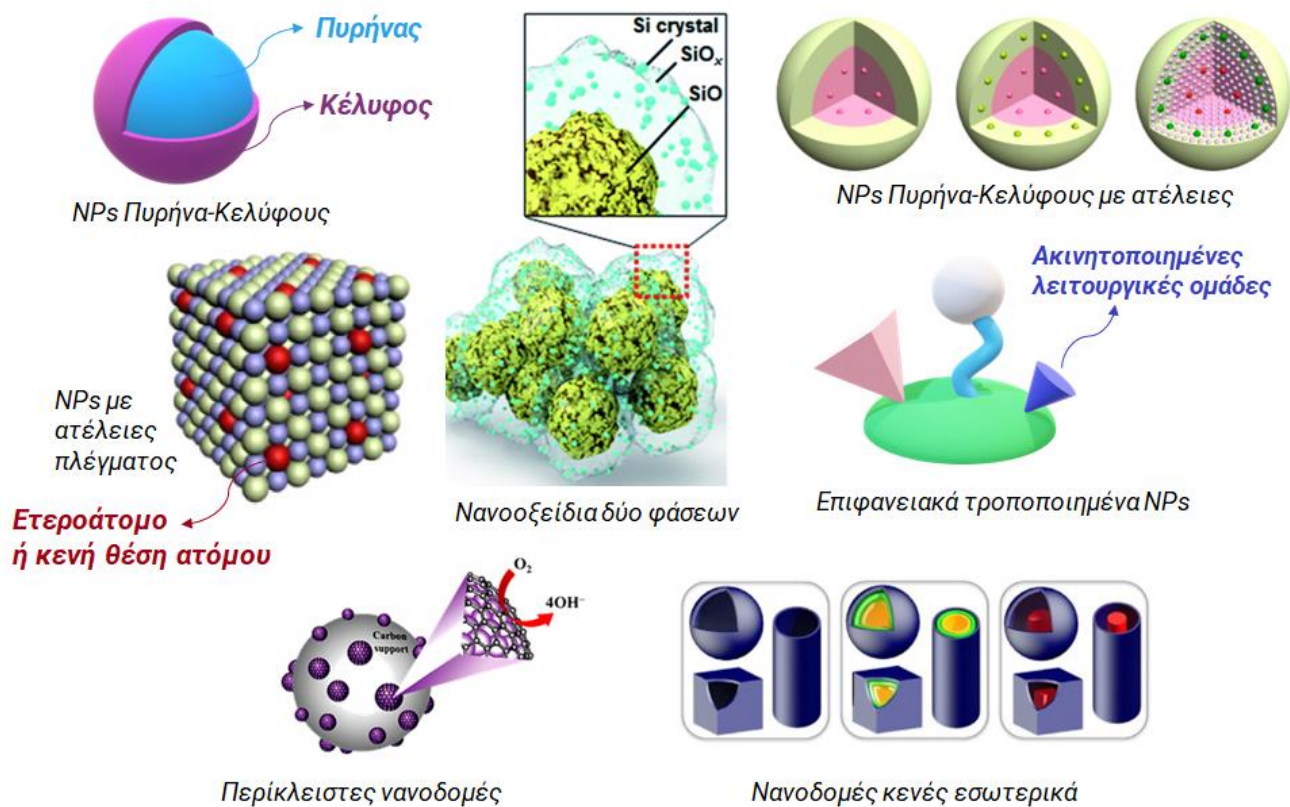 Πυρήνας
Κέλυφος
NPs Πυρήνα-Κελύφους
Si crystal
SiOx
SiO
NPs Πυρήνα-Κελύφους με ατέλειες
NPs με
ατέλειες
πλέγματος
Ετεροάτομο
ή κενή θέση ατόμου
Νανοοξείδια δύο φάσεων
Ακινητοποιημένες
λειτουργικές ομάδες
Επιφανειακά τροποποιημένα NPs
Carbon
support
O₂
4OH⁻
Περίκλειστες νανοδομές
Νανοδομές κενές εσωτερικά